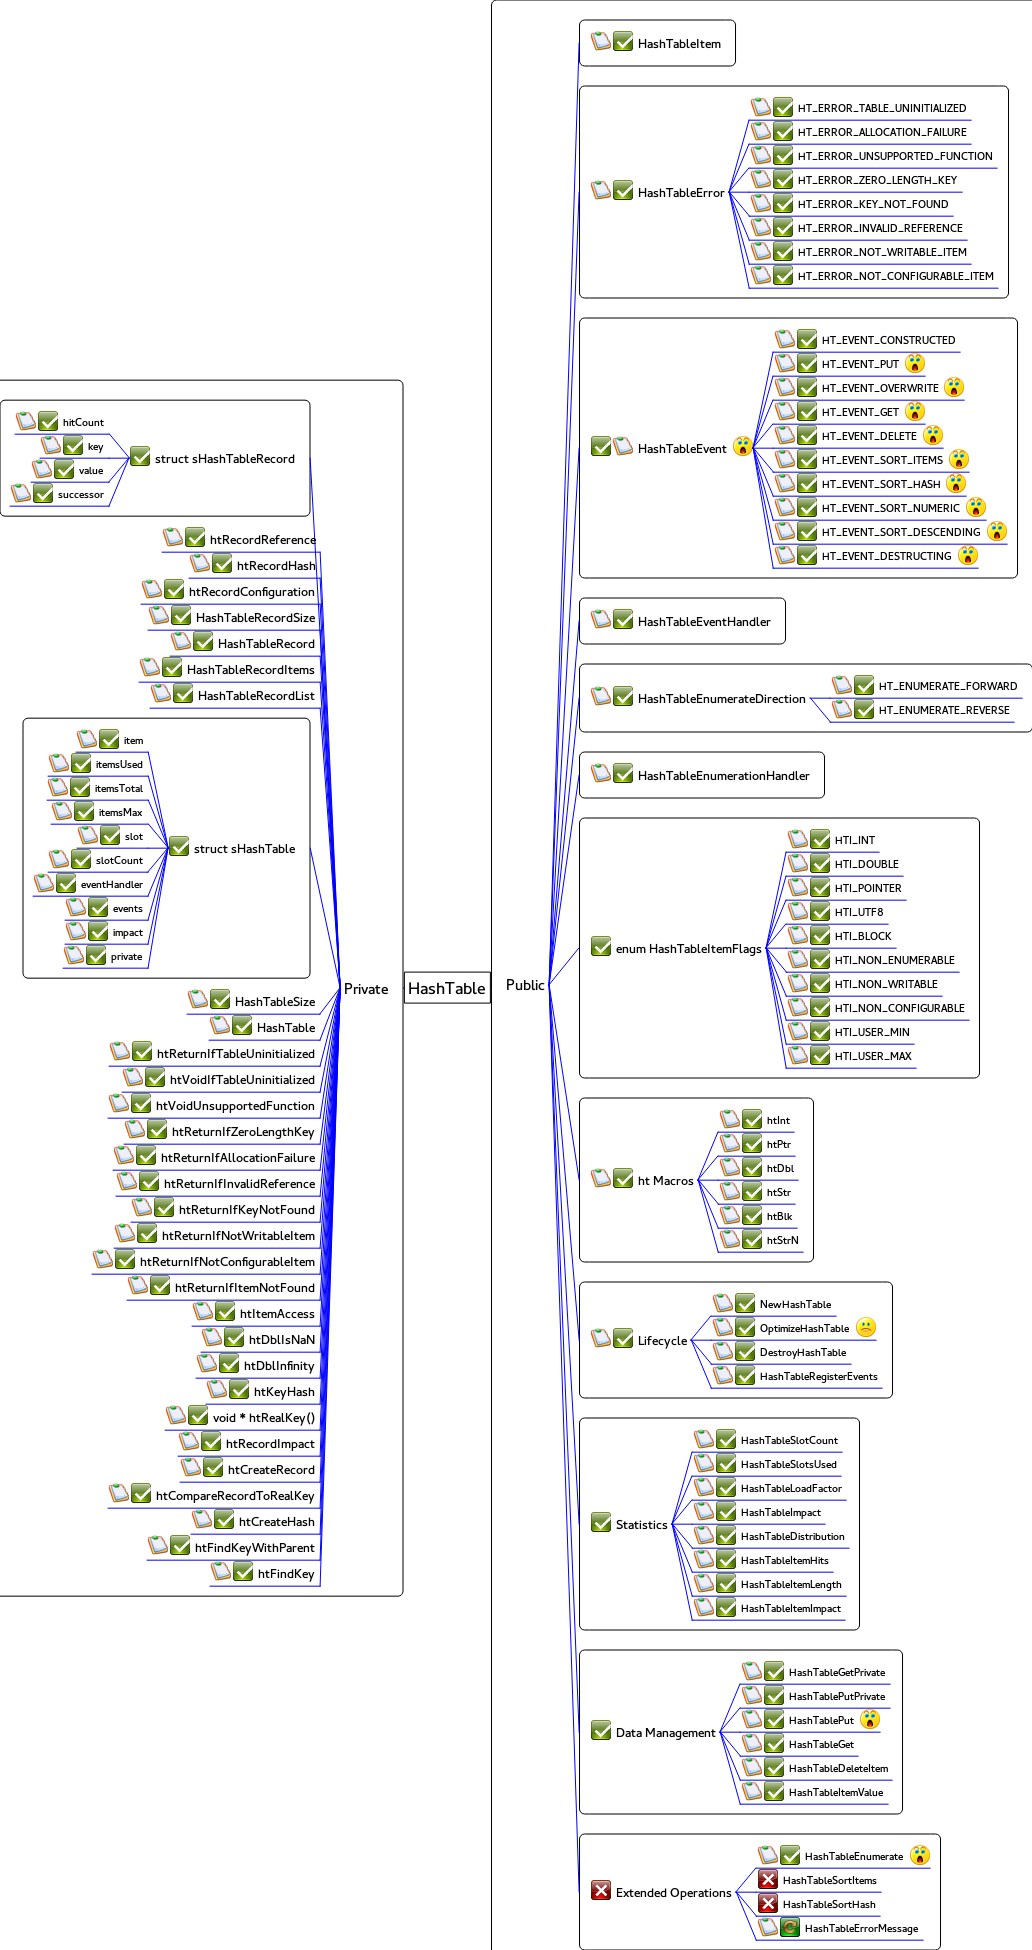 HashTable
Public
HashTableItem
HashTableError
HT_ERROR_TABLE_UNINITIALIZED
HT_ERROR_ALLOCATION_FAILURE
HT_ERROR_UNSUPPORTED_FUNCTION
HT_ERROR_ZERO_LENGTH_KEY
HT_ERROR_KEY_NOT_FOUND
HT_ERROR_INVALID_REFERENCE
HT_ERROR_NOT_WRITABLE_ITEM
HT_ERROR_NOT_CONFIGURABLE_ITEM
HashTableEvent
HT_EVENT_CONSTRUCTED
HT_EVENT_PUT
HT_EVENT_OVERWRITE
HT_EVENT_GET
HT_EVENT_DELETE
HT_EVENT_SORT_ITEMS
HT_EVENT_SORT_HASH
HT_EVENT_SORT_NUMERIC
HT_EVENT_SORT_DESCENDING
HT_EVENT_DESTRUCTING
HashTableEventHandler
HashTableEnumerateDirection
HT_ENUMERATE_FORWARD
HT_ENUMERATE_REVERSE
HashTableEnumerationHandler
enum HashTableItemFlags
HTI_INT
HTI_DOUBLE
HTI_POINTER
HTI_UTF8
HTI_BLOCK
HTI_NON_ENUMERABLE
HTI_NON_WRITABLE
HTI_NON_CONFIGURABLE
HTI_USER_MIN
HTI_USER_MAX
ht Macros
htInt
htPtr
htDbl
htStr
htBlk
htStrN
Lifecycle
NewHashTable
OptimizeHashTable
DestroyHashTable
HashTableRegisterEvents
Statistics
HashTableSlotCount
HashTableSlotsUsed
HashTableLoadFactor
HashTableImpact
HashTableDistribution
HashTableItemHits
HashTableItemLength
HashTableItemImpact
Data Management
HashTableGetPrivate
HashTablePutPrivate
HashTablePut
HashTableGet
HashTableDeleteItem
HashTableItemValue
Extended Operations
HashTableEnumerate
HashTableSortItems
HashTableSortHash
HashTableErrorMessage
Private
struct sHashTableRecord
hitCount
key
value
successor
htRecordReference
htRecordHash
htRecordConfiguration
HashTableRecordSize
HashTableRecord
HashTableRecordItems
HashTableRecordList
struct sHashTable
item
itemsUsed
itemsTotal
itemsMax
slot
slotCount
eventHandler
events
impact
private
HashTableSize
HashTable
htReturnIfTableUninitialized
htVoidIfTableUninitialized
htVoidUnsupportedFunction
htReturnIfZeroLengthKey
htReturnIfAllocationFailure
htReturnIfInvalidReference
htReturnIfKeyNotFound
htReturnIfNotWritableItem
htReturnIfNotConfigurableItem
htReturnIfItemNotFound
htItemAccess
htDblIsNaN
htDblInfinity
htKeyHash
void * htRealKey()
htRecordImpact
htCreateRecord
htCompareRecordToRealKey
htCreateHash
htFindKeyWithParent
htFindKey